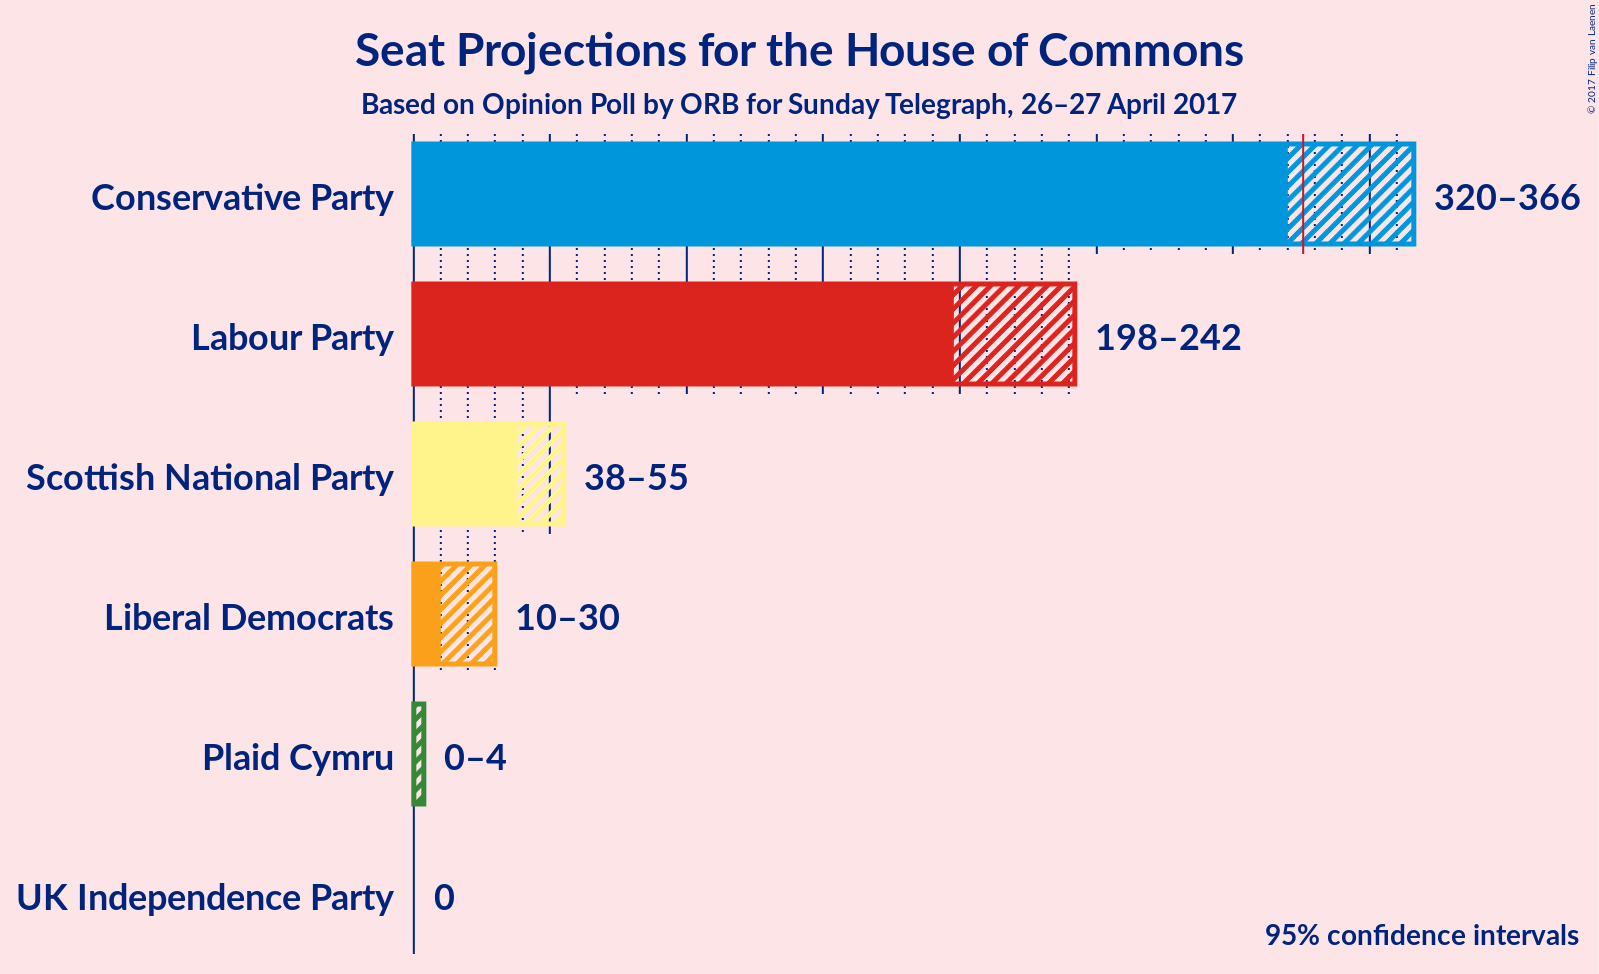 Seat Projections for the House of Commons
Based on Opinion Poll by ORB for Sunday Telegraph, 26–27 April 2017
© 2017 Filip van Laenen
Conservative Party
320–366
Labour Party
198–242
Scottish National Party
38–55
Liberal Democrats
10–30
Plaid Cymru
0–4
UK Independence Party
0
95% confidence intervals